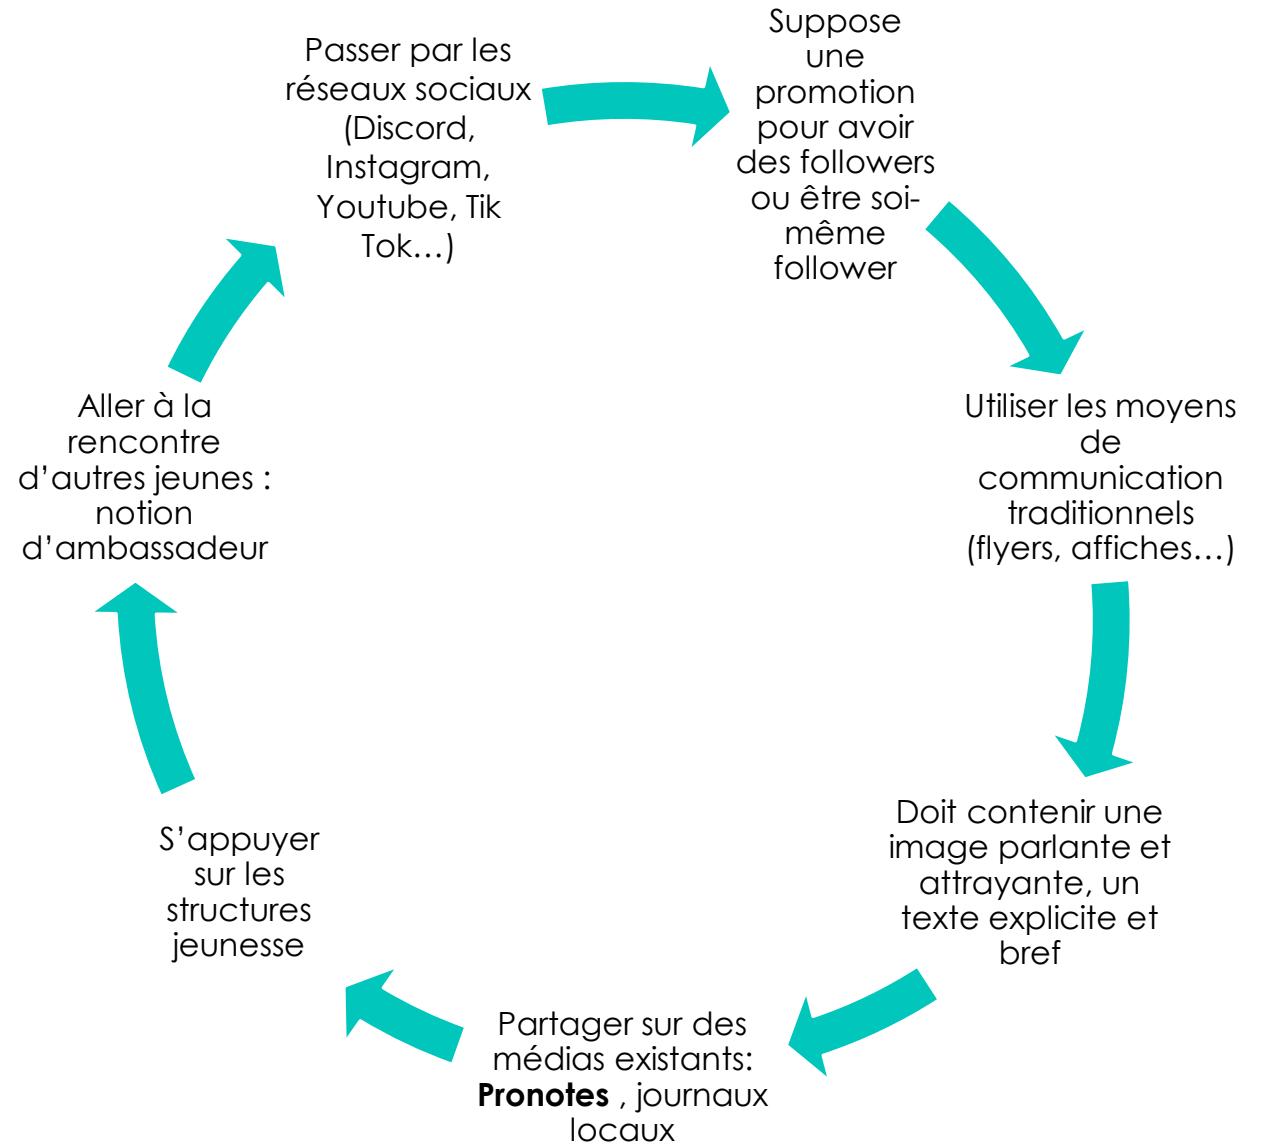 Passer par les
réseaux sociaux
(Discord,
Instagram,
Youtube, Tik
Tok…)
Suppose
une
promotion
pour avoir
des followers
ou être soi-
même
follower
Utiliser les moyens
de
communication
traditionnels
(flyers, affiches…)
Doit contenir une
image parlante et
attrayante, un
texte explicite et
bref
Partager sur des
médias existants:
Pronotes , journaux
locaux
S’appuyer
sur les
structures
jeunesse
Aller à la
rencontre
d’autres jeunes :
notion
d’ambassadeur